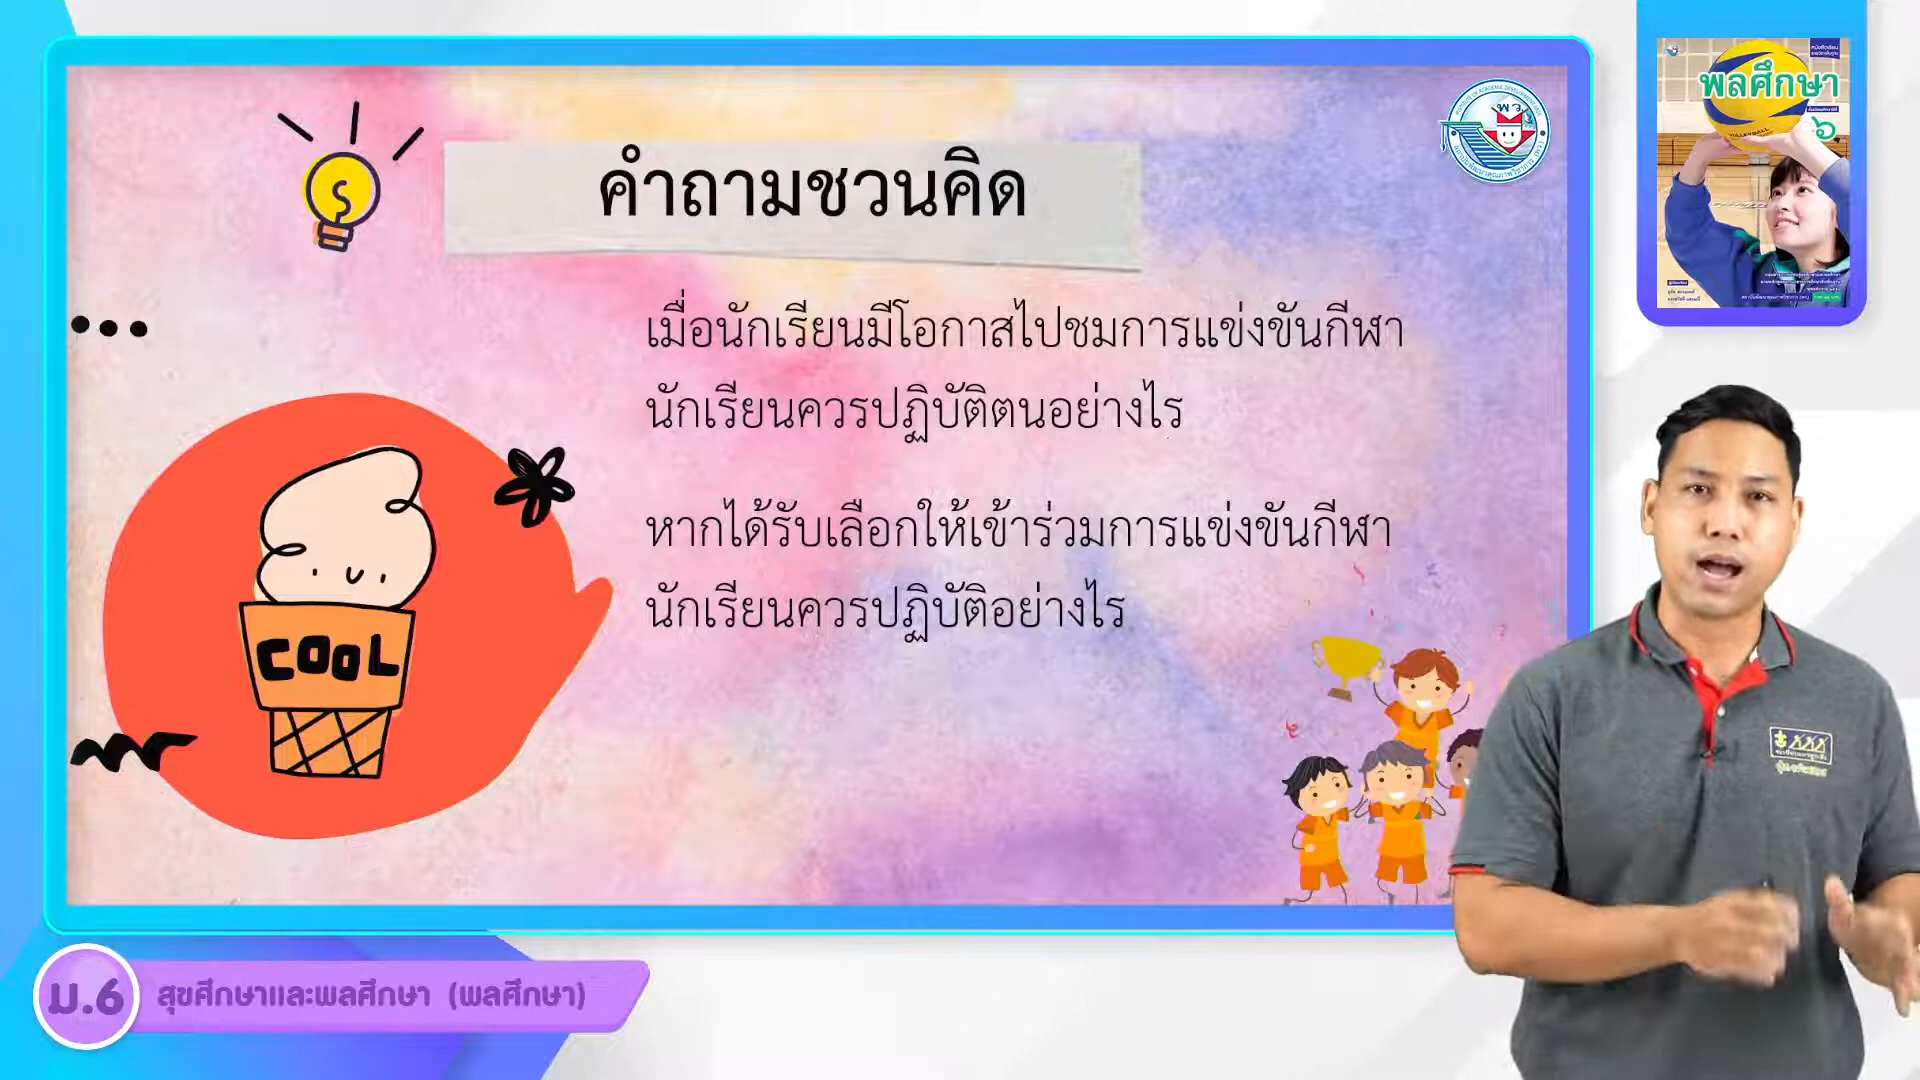 คำถามชวนคิด
เมื่อนักเรียนมีโอกาสไปชมการแข่งขันกีฬา
นักเรียนควรปฏิบัติตนอย่างไร
หากได้รับเลือกให้เข้าร่วมการแข่งขันกีฬา
นักเรียนควรปฏิบัติอย่างไร
COOL
พว.
พลศึกษา
๖
VOLLEYBALL
ม.6 สุขศึกษาและพลศึกษา (พลศึกษา)